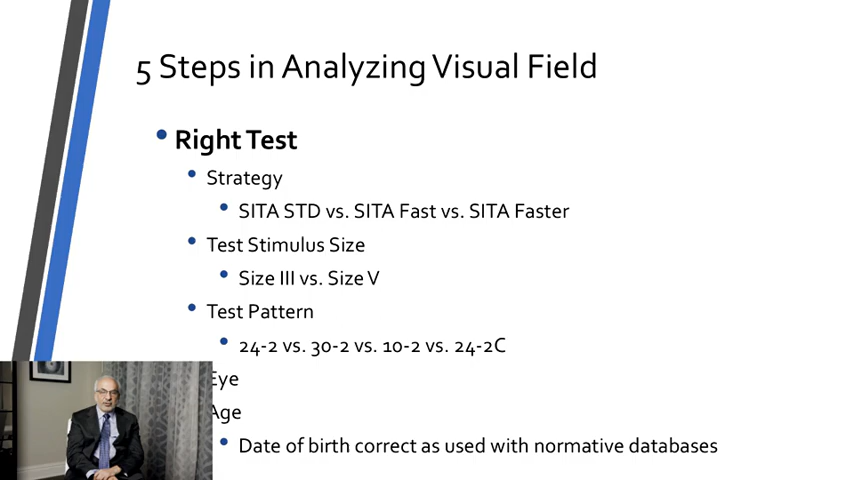 5 Steps in Analyzing Visual Field
Right Test
Strategy
SITA STD vs. SITA Fast vs. SITA Faster
Test Stimulus Size
Size III vs. Size V
Test Pattern
24-2 vs. 30-2 vs. 10-2 vs. 24-2C
Eye
Age
Date of birth correct as used with normative databases